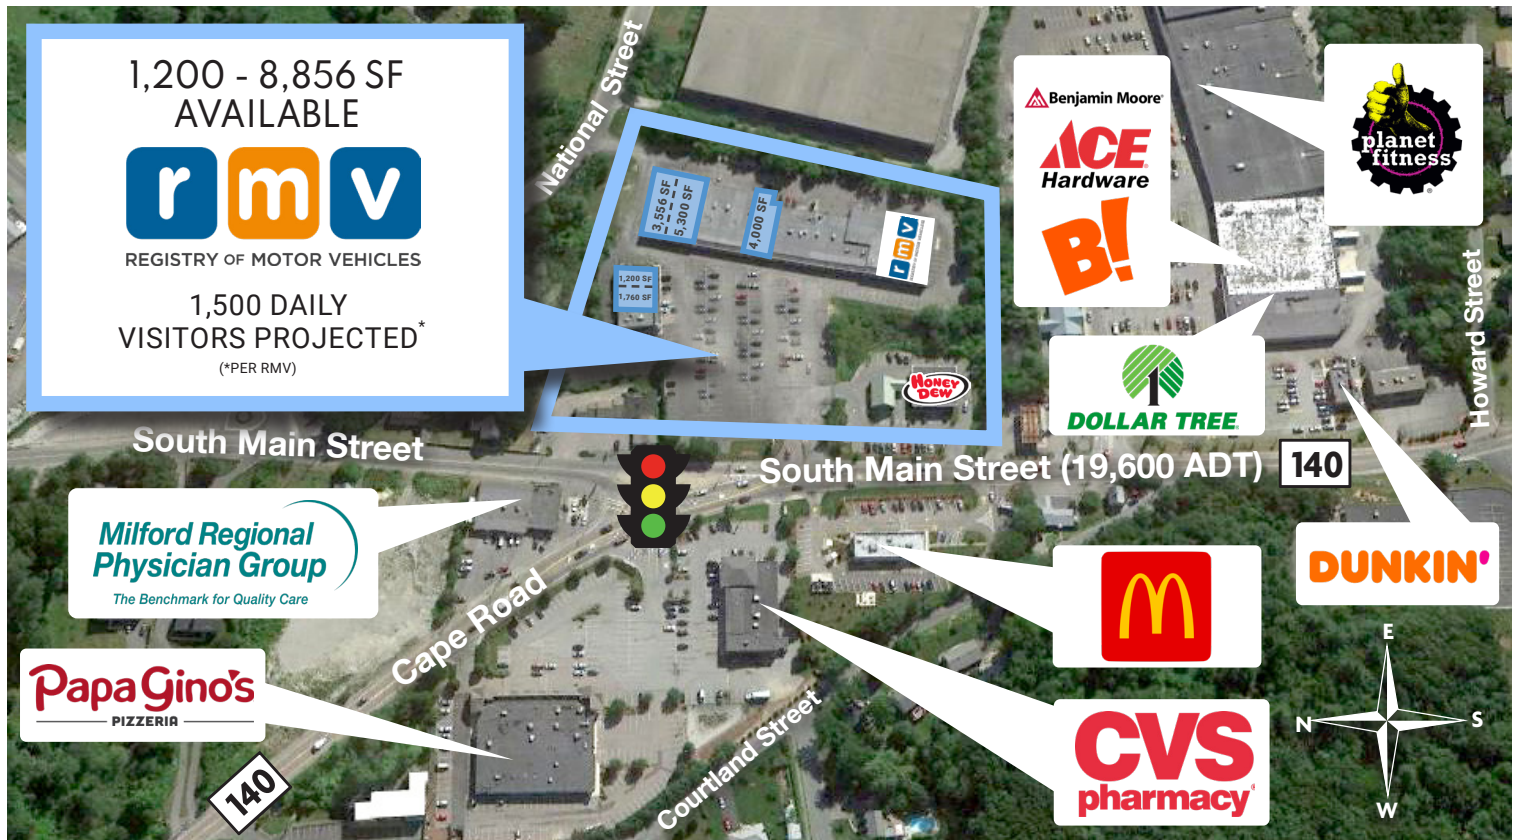 1,200 - 8,856 SF
AVAILABLE
r m v
REGISTRY OF MOTOR VEHICLES
1,500 DAILY
VISITORS PROJECTED*
(*PER RMV)
National Street
3,556 SF
5,300 SF
4,000 SF
rmv
1,200 SF
1,760 SF
HONEY
DEW
Benjamin Moore
ACE
Hardware
B!
planet
fitness
DOLLAR TREE
Howard Street
South Main Street
South Main Street (19,600 ADT)
140
Milford Regional
Physician Group
The Benchmark for Quality Care
DUNKIN'
Cape Road
Papa Gino's
PIZZERIA
140
Courtland Street
CVS
pharmacy
E
N
S
W